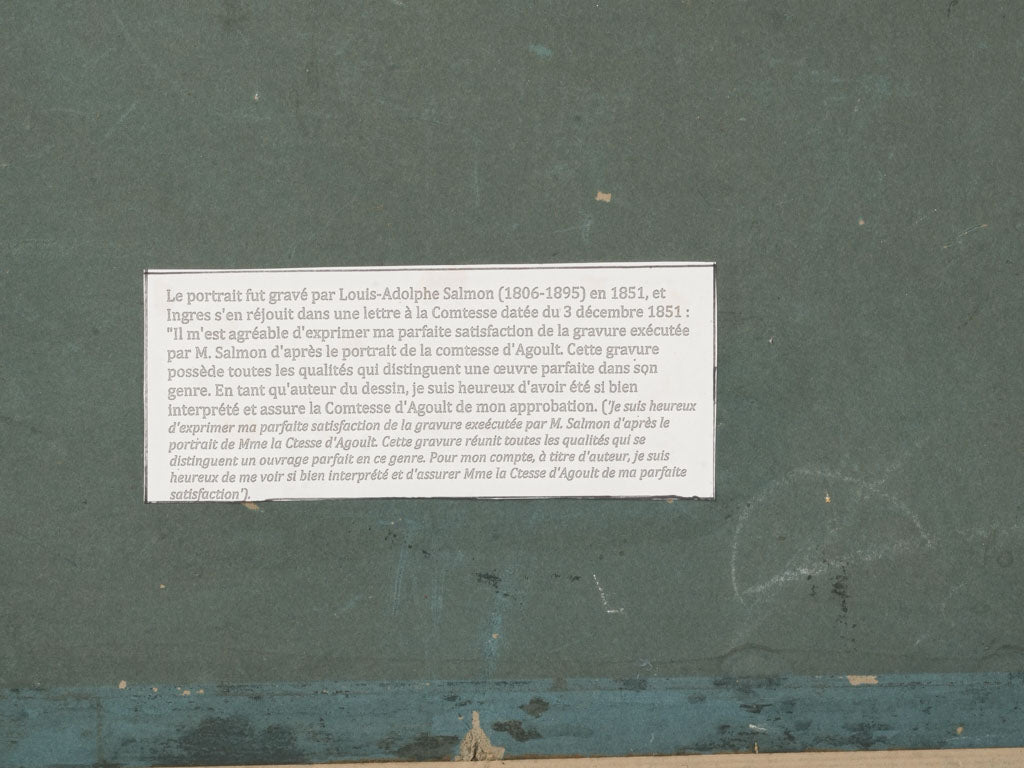 Le portrait fut gravé par Louis-Adolphe Salmon (1806-1895) en 1851, et
Ingres s'en réjouit dans une lettre à la Comtesse datée du 3 décembre 1851 :
"Il m'est agréable d'exprimer ma parfaite satisfaction de la gravure exécutée
par M. Salmon d'après le portrait de la comtesse d'Agoult. Cette gravure
possède toutes les qualités qui distinguent une œuvre parfaite dans son
genre. En tant qu'auteur du dessin, je suis heureux d'avoir été si bien
interprété et assure la Comtesse d'Agoult de mon approbation. ('Je suis heureux
d'exprimer ma parfaite satisfaction de la gravure exeécutée par M. Salmon d'après le
portrait de Mme la Ctesse d'Agoult. Cette gravure réunit toutes les qualités qui se
distinguent un ouvrage parfait en ce genre. Pour mon compte, à titre d'auteur, je suis
heureux de me voir si bien interprété et d'assurer Mme la Ctesse d'Agoult de ma parfaite
satisfaction').